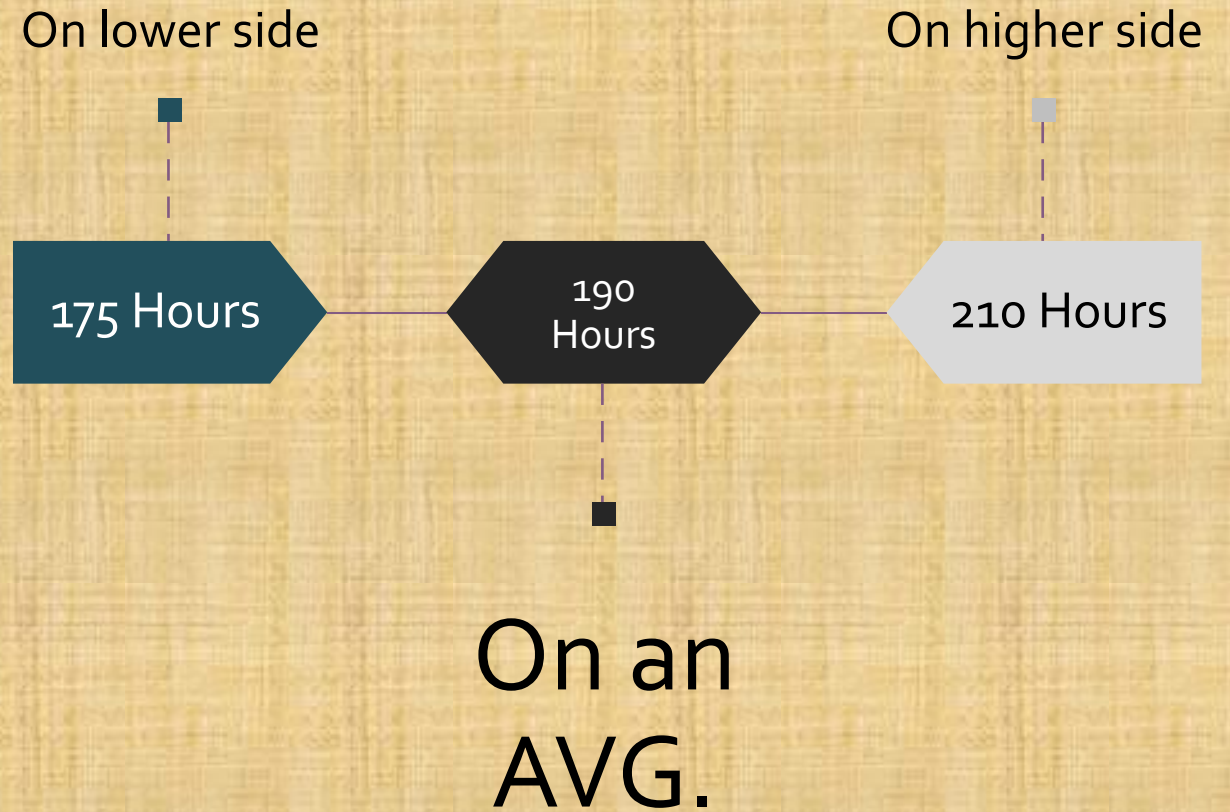 On lower side
On higher side
175 Hours
190
Hours
210 Hours
On an
AVG.